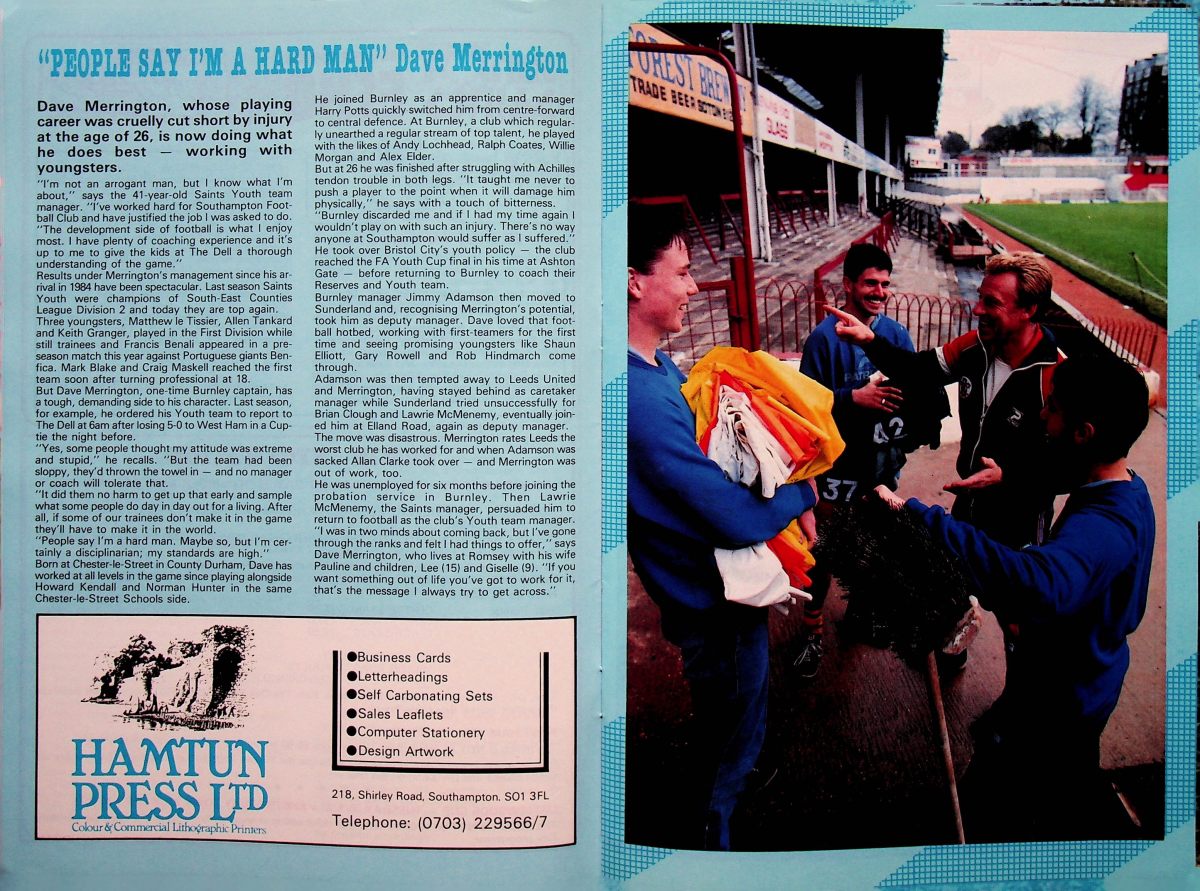 "PEOPLE SAY I'M A HARD MAN" Dave Merrington
Dave Merrington, whose playing
career was cruelly cut short by injury
at the age of 26, is now doing what
he does best — working with
youngsters.
"I'm not an arrogant man, but I know what I'm
about," says the 41-year-old Saints Youth team
manager. "I've worked hard for Southampton Foot-
ball Club and have justified the job I was asked to do.
"The development side of football is what I enjoy
most. I have plenty of coaching experience and it's
up to me to give the kids at The Dell a thorough
understanding of the game."
Results under Merrington's management since his ar-
rival in 1984 have been spectacular. Last season Saints
Youth were champions of South-East Counties
League Division 2 and today they are top again.
Three youngsters, Matthew le Tissier, Allen Tankard
and Keith Granger, played in the First Division while
still trainees and Francis Benali appeared in a pre-
season match this year against Portuguese giants Ben-
fica. Mark Blake and Craig Maskell reached the first
team soon after turning professional at 18.
But Dave Merrington, one-time Burnley captain, has
a tough, demanding side to his character. Last season,
for example, he ordered his Youth team to report to
The Dell at 6am after losing 5-0 to West Ham in a Cup-
tie the night before.
"Yes, some people thought my attitude was extreme
and stupid," he recalls. "But the team had been
sloppy, they'd thrown the towel in — and no manager
or coach will tolerate that.
"It did them no harm to get up that early and sample
what some people do day in day out for a living. After
all, if some of our trainees don't make it in the game
they'll have to make it in the world.
"People say I'm a hard man. Maybe so, but I'm cer-
tainly a disciplinarian; my standards are high."
Born at Chester-le-Street in County Durham, Dave has
worked at all levels in the game since playing alongside
Howard Kendall and Norman Hunter in the same
Chester-le-Street Schools side.
He joined Burnley as an apprentice and manager
Harry Potts quickly switched him from centre-forward
to central defence. At Burnley, a club which regular-
ly unearthed a regular stream of top talent, he played
with the likes of Andy Lochhead, Ralph Coates, Willie
Morgan and Alex Elder.
But at 26 he was finished after struggling with Achilles
tendon trouble in both legs. "It taught me never to
push a player to the point when it will damage him
physically," he says with a touch of bitterness.
"Burnley discarded me and if I had my time again I
wouldn't play on with such an injury. There's no way
anyone at Southampton would suffer as I suffered."
He took over Bristol City's youth policy — the club
reached the FA Youth Cup final in his time at Ashton
Gate — before returning to Burnley to coach their
Reserves and Youth team.
Burnley manager Jimmy Adamson then moved to
Sunderland and, recognising Merrington's potential,
took him as deputy manager. Dave loved that foot-
ball hotbed, working with first-teamers for the first
time and seeing promising youngsters like Shaun
Elliott, Gary Rowell and Rob Hindmarch come
through.
Adamson was then tempted away to Leeds United
and Merrington, having stayed behind as caretaker
manager while Sunderland tried unsuccessfully for
Brian Clough and Lawrie McMenemy, eventually join-
ed him at Elland Road, again as deputy manager.
The move was disastrous. Merrington rates Leeds the
worst club he has worked for and when Adamson was
sacked Allan Clarke took over — and Merrington was
out of work, too.
He was unemployed for six months before joining the
probation service in Burnley. Then Lawrie
McMenemy, the Saints manager, persuaded him to
return to football as the club's Youth team manager.
"I was in two minds about coming back, but I've gone
through the ranks and felt I had things to offer," says
Dave Merrington, who lives at Romsey with his wife
Pauline and children, Lee (15) and Giselle (9). "If you
want something out of life you've got to work for it,
that's the message I always try to get across."
HAMTUN
PRESS LTD
Colour & Commercial Lithographic Printers
●Business Cards
●Letterheadings
●Self Carbonating Sets
●Sales Leaflets
●Computer Stationery
●Design Artwork
218, Shirley Road, Southampton. SO1 3FL
Telephone: (0703) 229566/7
FOREST BREW
TRADE BEER BOTTOM
GLASS
42
37